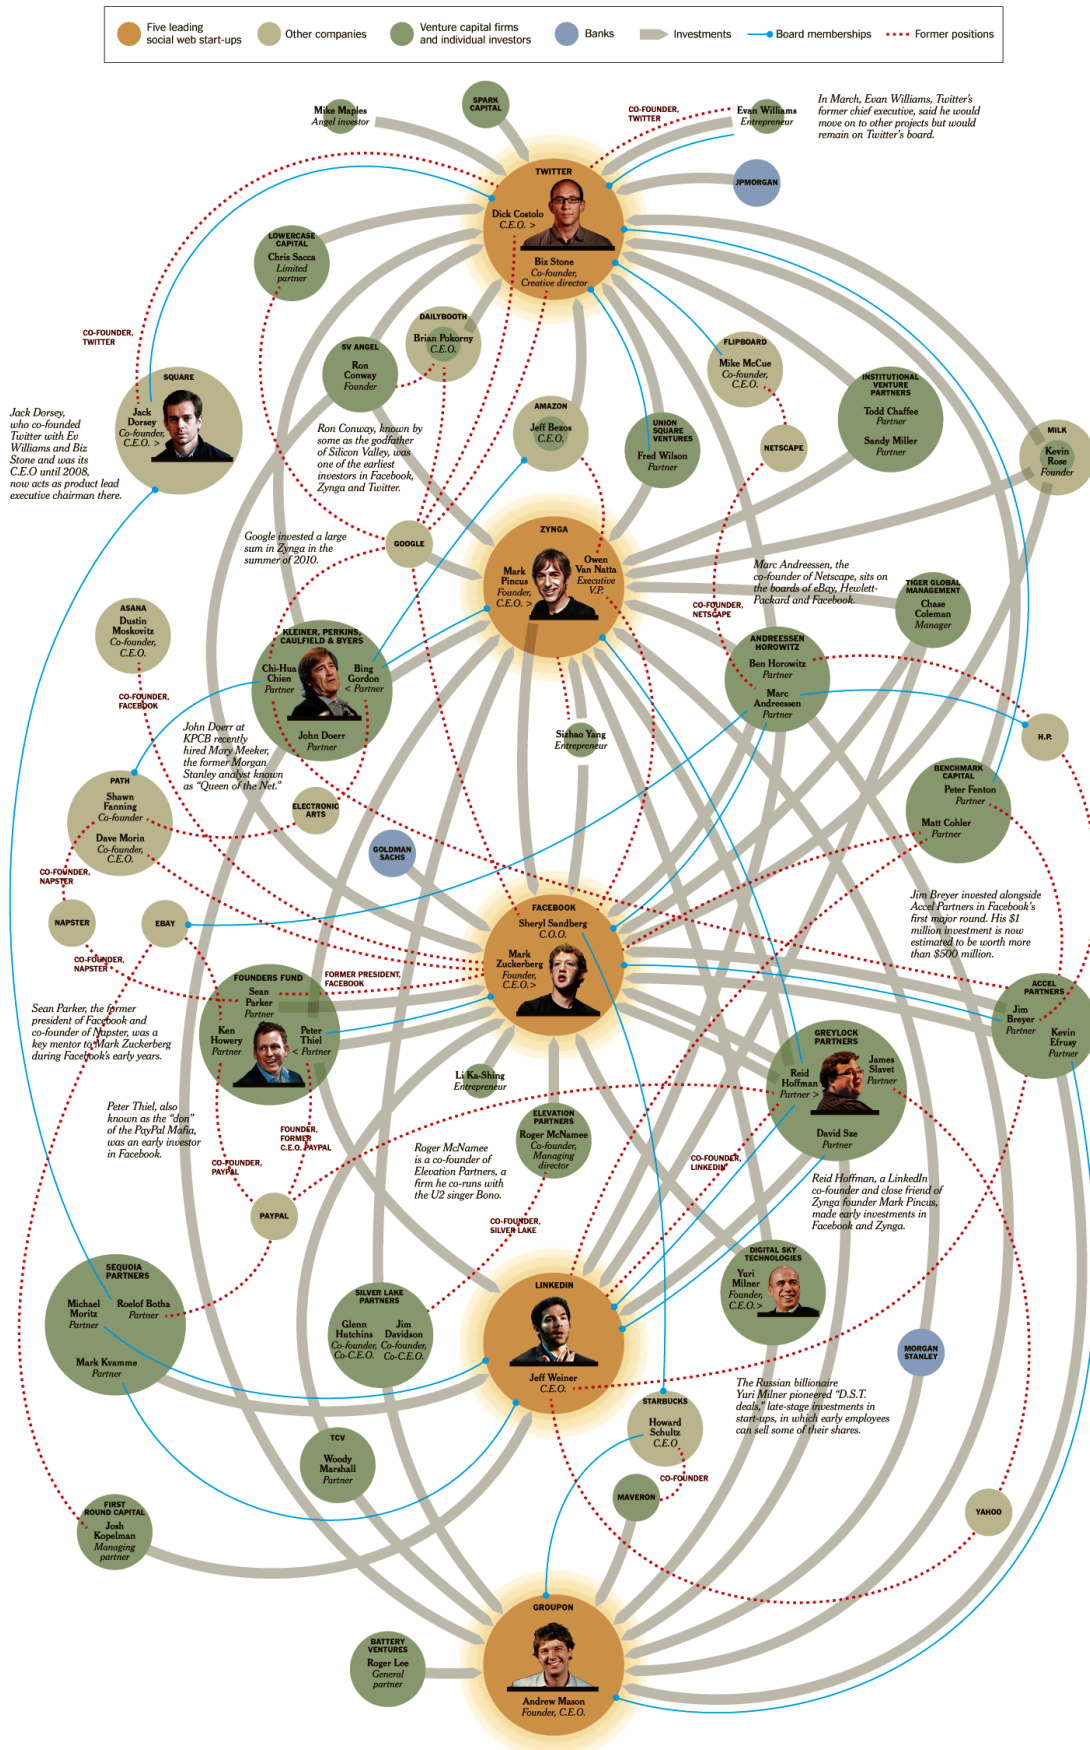 Five leading
social web start-ups
Other companies
Venture capital firms
and individual investors
Banks
Investments
Board memberships
Former positions
Mike Maples
Angel investor
SPARK
CAPITAL
CO-FOUNDER,
TWITTER
Evan Williams
Entrepreneur
In March, Evan Williams, Twitter's
former chief executive, said he would
move on to other projects but would
remain on Twitter's board.
JPMORGAN
TWITTER
Dick Costolo
C.E.O. >
Biz Stone
Co-founder,
Creative director
LOWERCASE
CAPITAL
Chris Sacca
Limited
partner
CO-FOUNDER,
TWITTER
DAILYBOOTH
Brian Pokorny
C.E.O.
SV ANGEL
Ron
Conway
Founder
FLIPBOARD
Mike McCue
Co-founder,
C.E.O.
INSTITUTIONAL
VENTURE
PARTNERS
Todd Chaffee
Partner
Sandy Miller
Partner
SQUARE
Jack
Dorsey
Co-founder,
C.E.O. >
Jack Dorsey,
who co-founded
Twitter with Ev
Williams and Biz
Stone and was its
C.E.O until 2008,
now acts as product lead
executive chairman there.
Ron Conway, known by
some as the godfather
of Silicon Valley, was
one of the earliest
investors in Facebook,
Zynga and Twitter.
AMAZON
Jeff Bezos
C.E.O.
UNION
SQUARE
VENTURES
Fred Wilson
Partner
NETSCAPE
MILK
Kevin
Rose
Founder
Google invested a large
sum in Zynga in the
summer of 2010.
GOOGLE
ZYNGA
Mark
Pincus
Founder,
C.E.O. >
Owen
Van Natta
Executive
V.P.
Marc Andreessen, the
co-founder of Netscape, sits on
the boards of eBay, Hewlett-
Packard and Facebook.
CO-FOUNDER,
NETSCAPE
TIGER GLOBAL
MANAGEMENT
Chase
Coleman
Manager
ASANA
Dustin
Moskovitz
Co-founder,
C.E.O.
CO-FOUNDER,
FACEBOOK
KLEINER, PERKINS,
CAULFIELD & BYERS
Chi-Hua
Chien
Partner
Bing
Gordon
< Partner
John Doerr
Partner
ANDREESSEN
HOROWITZ
Ben Horowitz
Partner
Marc
Andreessen
Partner
John Doerr at
KPCB recently
hired Mary Meeker,
the former Morgan
Stanley analyst known
as "Queen of the Net."
Sizhao Yang
Entrepreneur
H.P.
PATH
Shawn
Fanning
Co-founder
Dave Morin
Co-founder,
C.E.O.
ELECTRONIC
ARTS
BENCHMARK
CAPITAL
Peter Fenton
Partner
Matt Cohler
Partner
GOLDMAN
SACHS
CO-FOUNDER,
NAPSTER
NAPSTER
EBAY
CO-FOUNDER,
NAPSTER
FACEBOOK
Sheryl Sandberg
C.O.O.
Mark
Zuckerberg
Founder,
C.E.O. >
Jim Breyer invested alongside
Accel Partners in Facebook's
first major round. His $1
million investment is now
estimated to be worth more
than $500 million.
FORMER PRESIDENT,
FACEBOOK
FOUNDERS FUND
Sean
Parker
Partner
Ken
Howery
Partner
Peter
Thiel
< Partner
ACCEL
PARTNERS
Jim
Breyer
Partner
Kevin
Efrusy
Partner
Sean Parker, the former
president of Facebook and
co-founder of Napster, was a
key mentor to Mark Zuckerberg
during Facebook's early years.
GREYLOCK
PARTNERS
Reid
Hoffman
Partner >
James
Slavet
Partner
David Sze
Partner
Li Ka-Shing
Entrepreneur
Peter Thiel, also
known as the "don"
of the PayPal Mafia,
was an early investor
in Facebook.
FOUNDER,
FORMER
C.E.O. PAYPAL
CO-FOUNDER,
PAYPAL
ELEVATION
PARTNERS
Roger McNamee
Co-founder,
Managing
director
Roger McNamee
is a co-founder of
Elevation Partners, a
firm he co-runs with
the U2 singer Bono.
CO-FOUNDER,
LINKEDIN
Reid Hoffman, a LinkedIn
co-founder and close friend of
Zynga founder Mark Pincus,
made early investments in
Facebook and Zynga.
PAYPAL
CO-FOUNDER,
SILVER LAKE
SEQUOIA
PARTNERS
Michael
Moritz
Partner
Roelof Botha
Partner
Mark Kvamme
Partner
SILVER LAKE
PARTNERS
Glenn
Hutchins
Co-founder,
Co-C.E.O.
Jim
Davidson
Co-founder,
Co-C.E.O.
LINKEDIN
Jeff Weiner
C.E.O.
DIGITAL SKY
TECHNOLOGIES
Yuri
Milner
Founder,
C.E.O. >
MORGAN
STANLEY
The Russian billionaire
Yuri Milner pioneered "D.S.T.
deals," late-stage investments in
start-ups, in which early employees
can sell some of their shares.
STARBUCKS
Howard
Schultz
C.E.O
CO-FOUNDER
MAVERON
TCV
Woody
Marshall
Partner
FIRST
ROUND CAPITAL
Josh
Kopelman
Managing
partner
YAHOO
GROUPON
Andrew Mason
Founder, C.E.O.
BATTERY
VENTURES
Roger Lee
General
partner